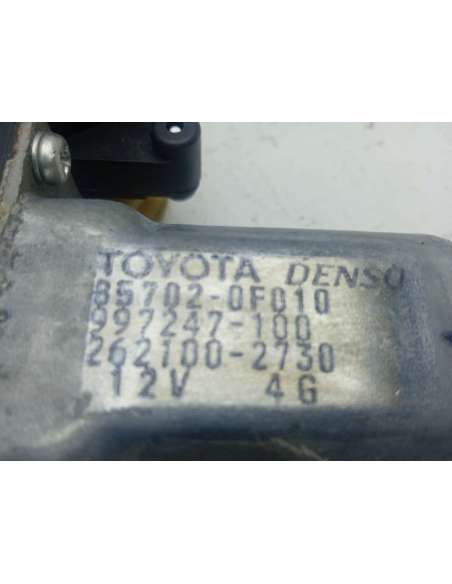 TOYOTA DENSO
85702-0F010
997247-100
262100-2730
12V 4G